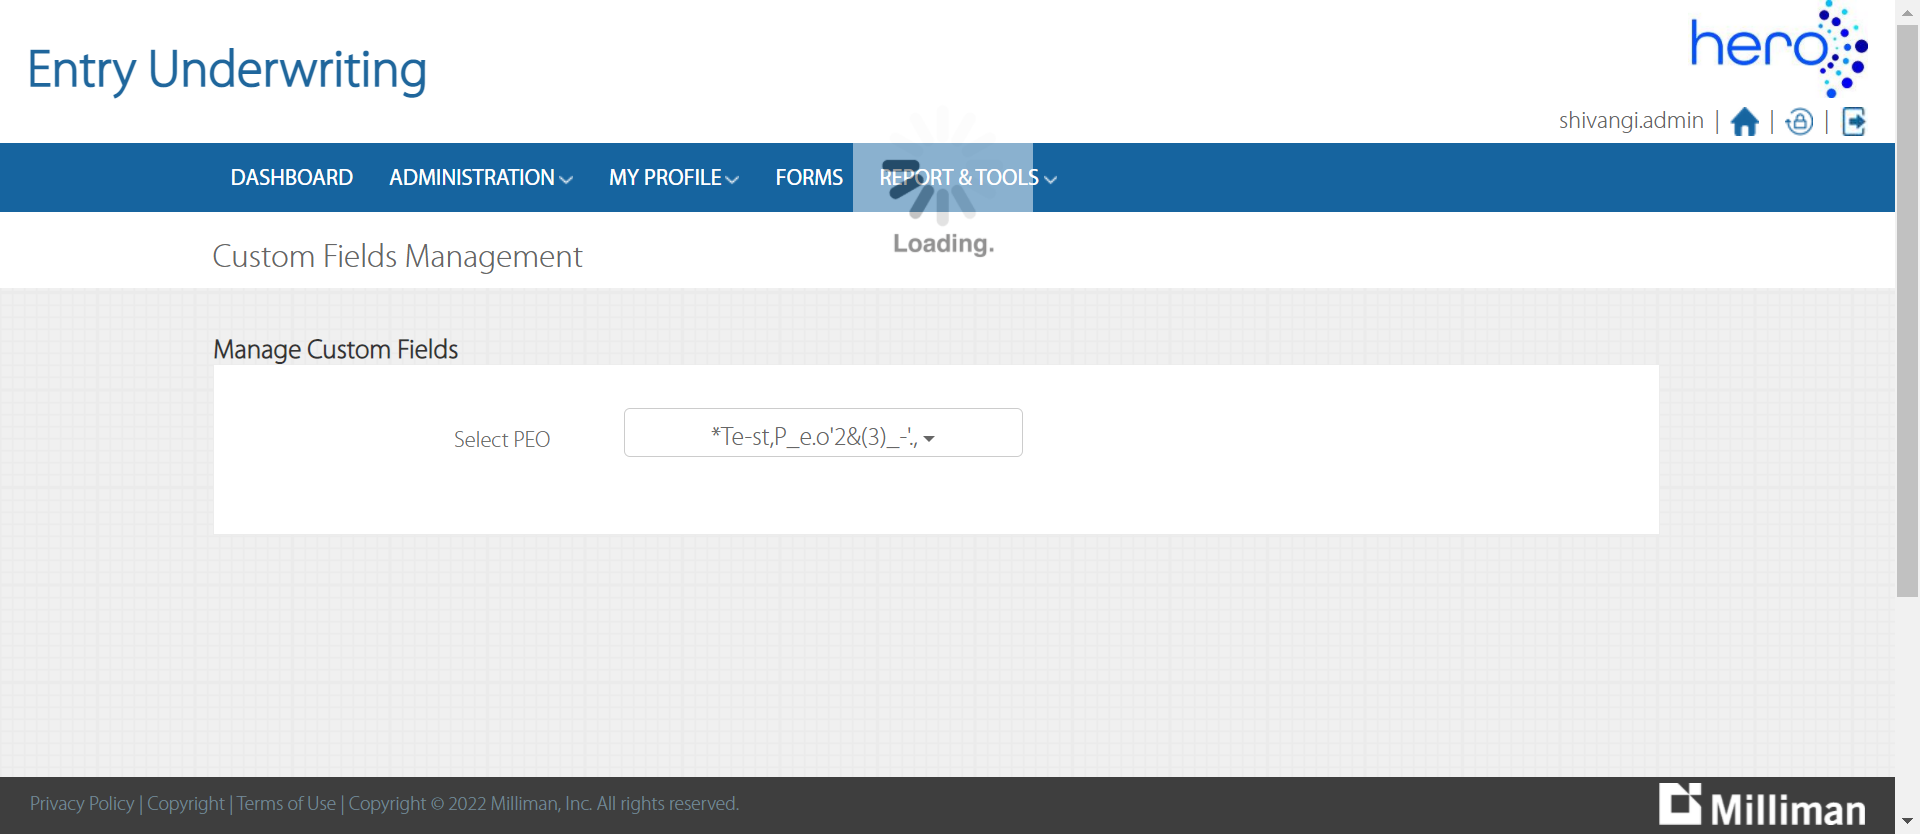 Entry Underwriting
hero
shivangi.admin | | |
DASHBOARD ADMINISTRATION MY PROFILE FORMS REPORT & TOOLS
Loading.
Custom Fields Management
Manage Custom Fields
Select PEO *Te-st,P_e.o'2&(3)_-'.,
Privacy Policy | Copyright | Terms of Use | Copyright © 2022 Milliman, Inc. All rights reserved.
Milliman